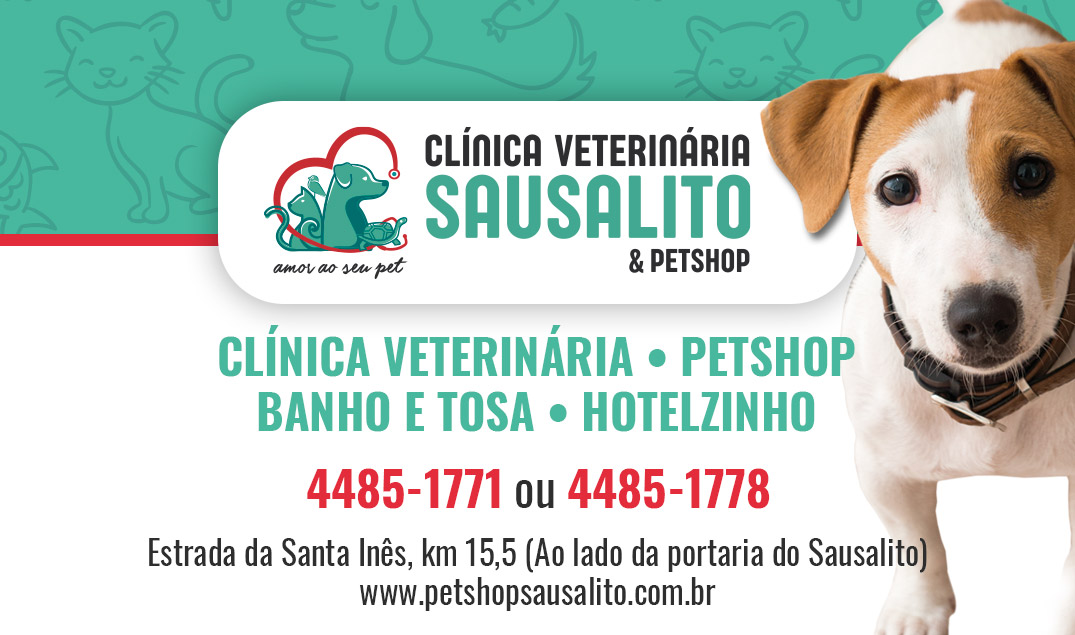 CLÍNICA VETERINÁRIA
SAUSALITO
& PETSHOP
amor ao seu pet
CLÍNICA VETERINÁRIA • PETSHOP
BANHO E TOSA • HOTELZINHO
4485-1771 ou 4485-1778
Estrada da Santa Inês, km 15,5 (Ao lado da portaria do Sausalito)
www.petshopsausalito.com.br